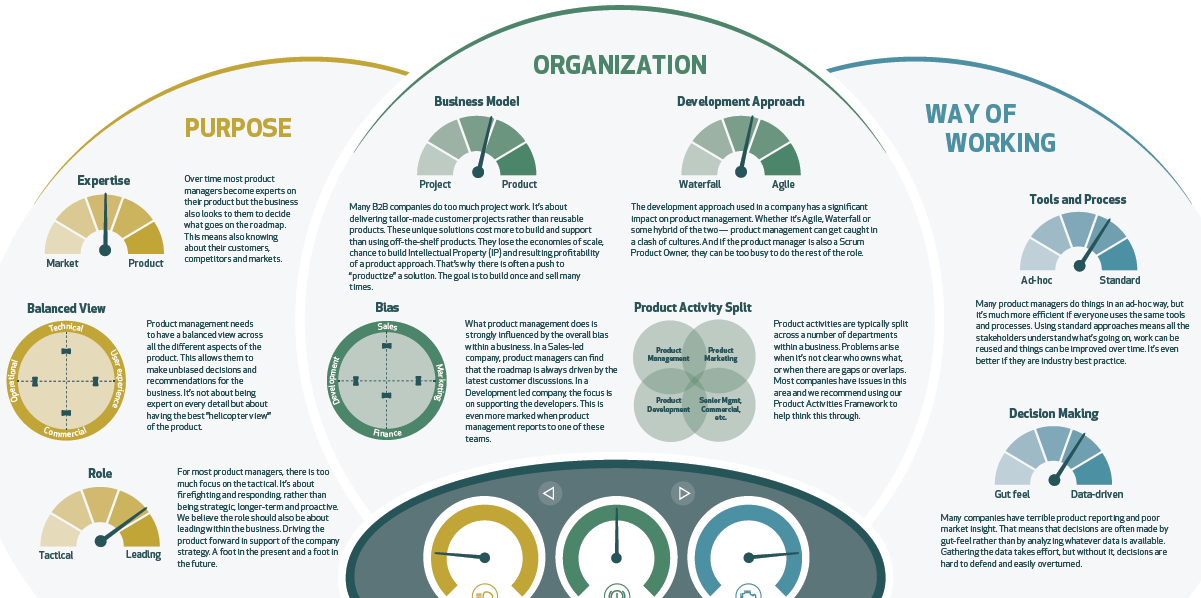 PURPOSE
Expertise
Market
Product
Over time most product
managers become experts on
their product but the business
also looks to them to decide
what goes on the roadmap.
This means also knowing
about their customers,
competitors and markets.
Balanced View
Technical
User experience
Commercial
Operational
Product management needs
to have a balanced view across
all the different aspects of the
product. This allows them to
make unbiased decisions and
recommendations for the
business. It's not about being
expert on every detail but about
having the best "helicopter view"
of the product.
Role
Tactical
Leading
For most product managers, there is too
much focus on the tactical. It's about
firefighting and responding, rather than
being strategic, longer-term and proactive.
We believe the role should also be about
leading within the business. Driving the
product forward in support of the company
strategy. A foot in the present and a foot in
the future.
ORGANIZATION
Business Model
Project
Product
Many B2B companies do too much project work. It's about
delivering tailor-made customer projects rather than reusable
products. These unique solutions cost more to build and support
than using off-the-shelf products. They lose the economies of scale,
chance to build Intellectual Property (IP) and resulting profitability
of a product approach. That's why there is often a push to
"productize" a solution. The goal is to build once and sell many
times.
Development Approach
Waterfall
Agile
The development approach used in a company has a significant
impact on product management. Whether it's Agile, Waterfall or
some hybrid of the two— product management can get caught in
a clash of cultures. And if the product manager is also a Scrum
Product Owner, they can be too busy to do the rest of the role.
Bias
Sales
Marketing
Finance
Development
What product management does is
strongly influenced by the overall bias
within a business. In a Sales-led
company, product managers can find
that the roadmap is always driven by the
latest customer discussions. In a
Development led company, the focus is
on supporting the developers. This is
even more marked when product
management reports to one of these
teams.
Product Activity Split
Product
Management
Product
Marketing
Product
Development
Senior Mgmt,
Commercial,
etc.
Product activities are typically split
across a number of departments
within a business. Problems arise
when it's not clear who owns what,
or when there are gaps or overlaps.
Most companies have issues in this
area and we recommend using our
Product Activities Framework to
help think this through.
WAY OF
WORKING
Tools and Process
Ad-hoc
Standard
Many product managers do things in an ad-hoc way, but
it's much more efficient if everyone uses the same tools
and processes. Using standard approaches means all the
stakeholders understand what's going on, work can be
reused and things can be improved over time. It's even
better if they are industry best practice.
Decision Making
Gut feel
Data-driven
Many companies have terrible product reporting and poor
market insight. That means that decisions are often made by
gut-feel rather than by analyzing whatever data is available.
Gathering the data takes effort, but without it, decisions are
hard to defend and easily overturned.